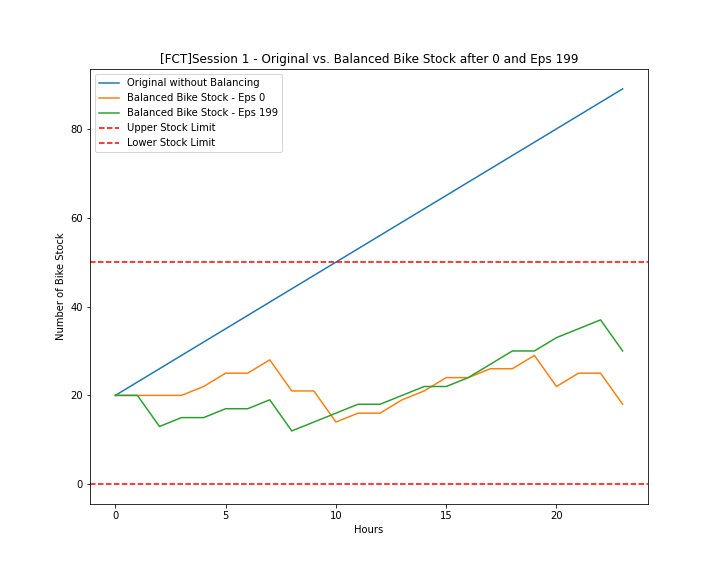 [FCT]Session 1 - Original vs. Balanced Bike Stock after 0 and Eps 199
Original without Balancing
Balanced Bike Stock - Eps 0
Balanced Bike Stock - Eps 199
Upper Stock Limit
Lower Stock Limit
Number of Bike Stock
80
60
40
20
0
0 5 10 15 20
Hours